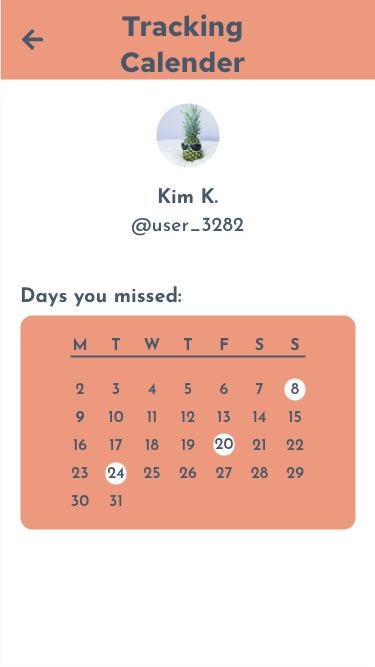 Tracking
Calender
Kim K.
@user_3282
Days you missed:
M T W T F S S
2 3 4 5 6 7 8
9 10 11 12 13 14 15
16 17 18 19 20 21 22
23 24 25 26 27 28 29
30 31